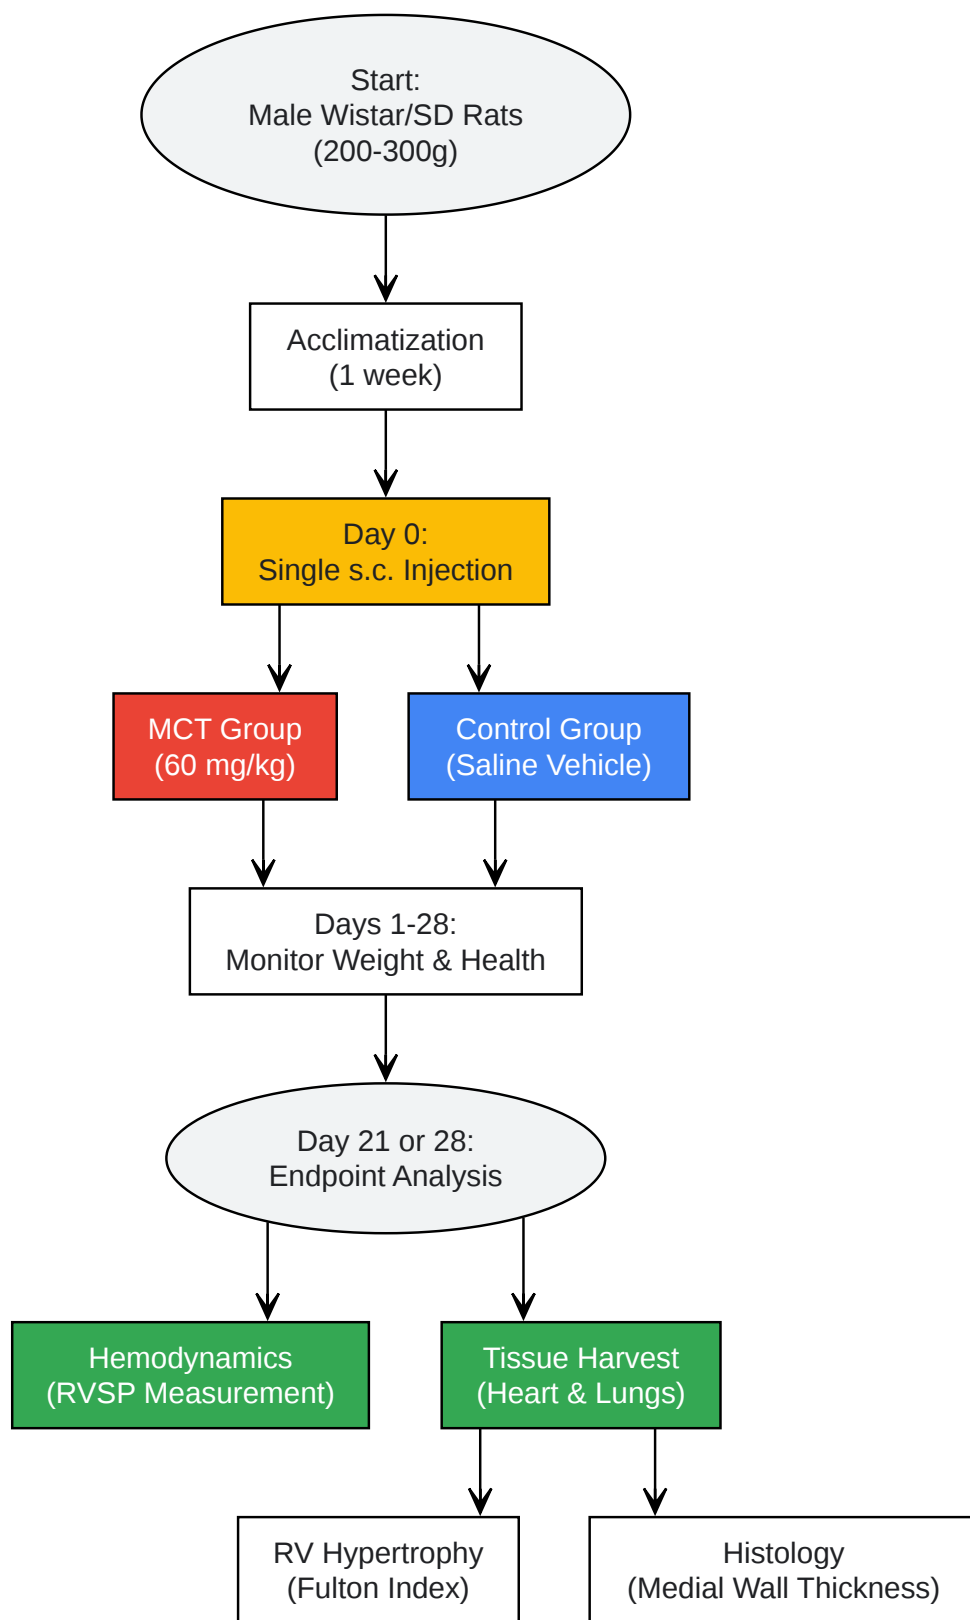 Start:
Male Wistar/SD Rats
(200-300g)
Acclimatization
(1 week)
Day 0:
Single s.c. Injection
MCT Group
(60 mg/kg)
Control Group
(Saline Vehicle)
Days 1-28:
Monitor Weight & Health
Day 21 or 28:
Endpoint Analysis
Hemodynamics
(RVSP Measurement)
Tissue Harvest
(Heart & Lungs)
RV Hypertrophy
(Fulton Index)
Histology
(Medial Wall Thickness)